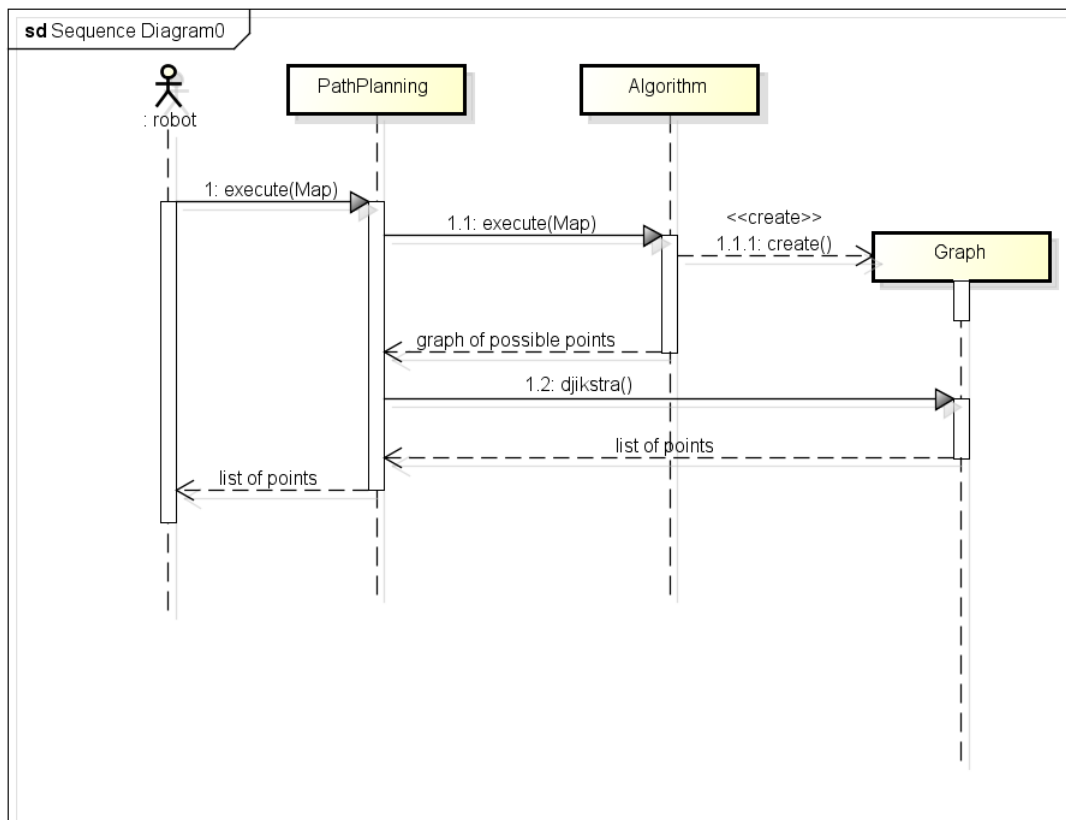 sd Sequence Diagram0
: robot
PathPlanning
Algorithm
1: execute(Map)
1.1: execute(Map)
<<create>>
1.1.1: create()
Graph
graph of possible points
1.2: djikstra()
list of points
list of points